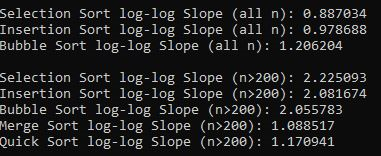 Selection Sort log-log Slope (all n): 0.887034
Insertion Sort log-log Slope (all n): 0.978688
Bubble Sort log-log Slope (all n): 1.206204
Selection Sort log-log Slope (n>200): 2.225093
Insertion Sort log-log Slope (n>200): 2.081674
Bubble Sort log-log Slope (n>200): 2.055783
Merge Sort log-log Slope (n>200): 1.088517
Quick Sort log-log Slope (n>200): 1.170941